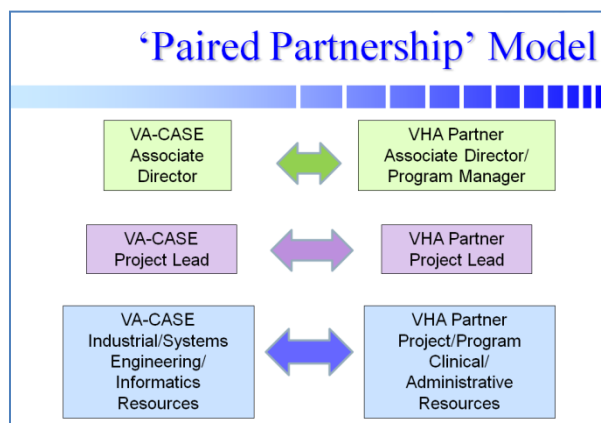 'Paired Partnership' Model
VA-CASE
Associate
Director
VHA Partner
Associate Director/
Program Manager
VA-CASE
Project Lead
VHA Partner
Project Lead
VA-CASE
Industrial/Systems
Engineering/
Informatics
Resources
VHA Partner
Project/Program
Clinical/
Administrative
Resources